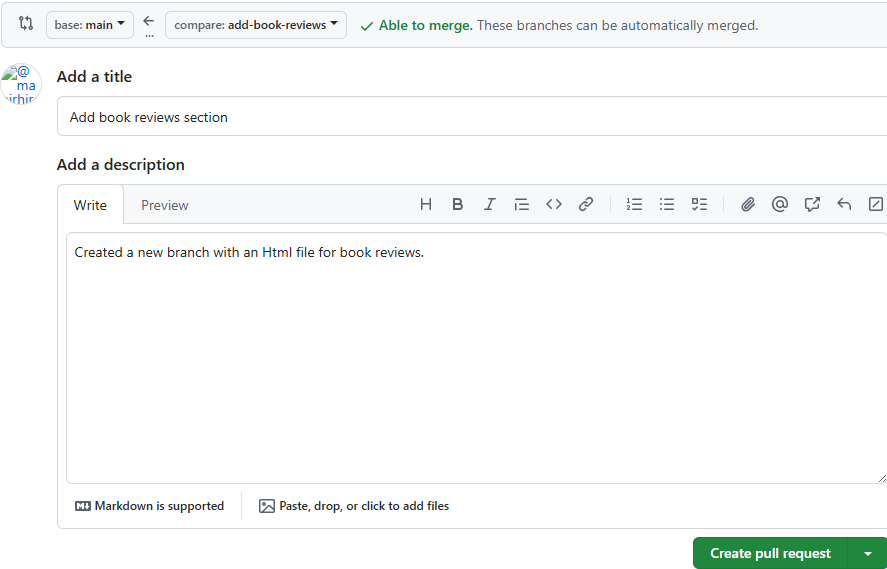 base: main
...
compare: add-book-reviews
Able to merge. These branches can be automatically merged.
@
Add a title
Add book reviews section
Add a description
Write
Preview
Created a new branch with an Html file for book reviews.
Markdown is supported
Paste, drop, or click to add files
Create pull request